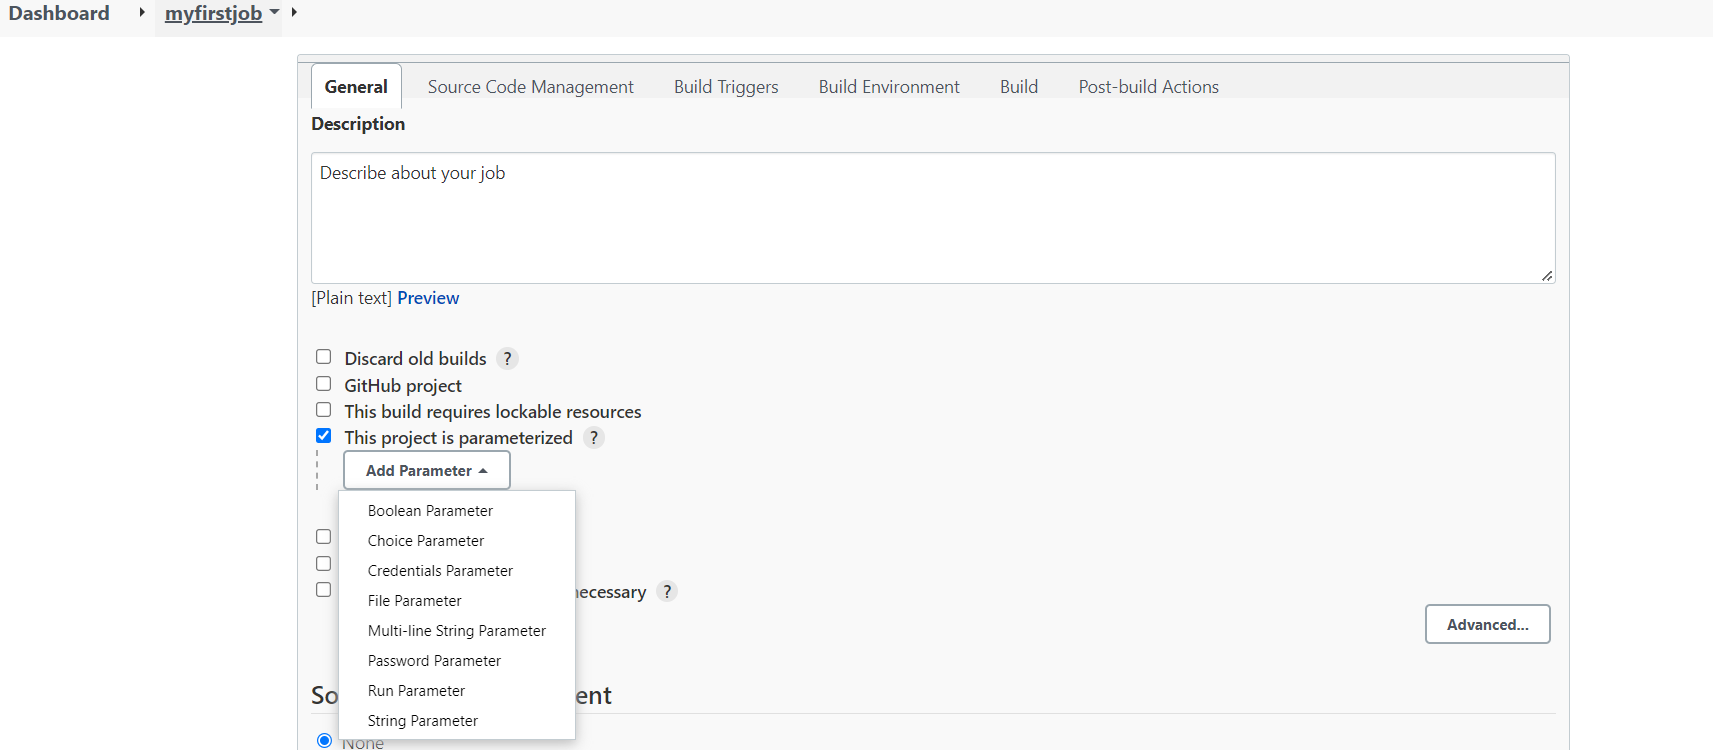 Dashboard myfirstjob
General Source Code Management Build Triggers Build Environment Build Post-build Actions
Description
Describe about your job
[Plain text] Preview
Discard old builds ?
GitHub project
This build requires lockable resources
This project is parameterized ?
Add Parameter
Boolean Parameter
Choice Parameter
Credentials Parameter
necessary ?
File Parameter
Advanced...
Multi-line String Parameter
Password Parameter
Run Parameter
So ent
String Parameter
None